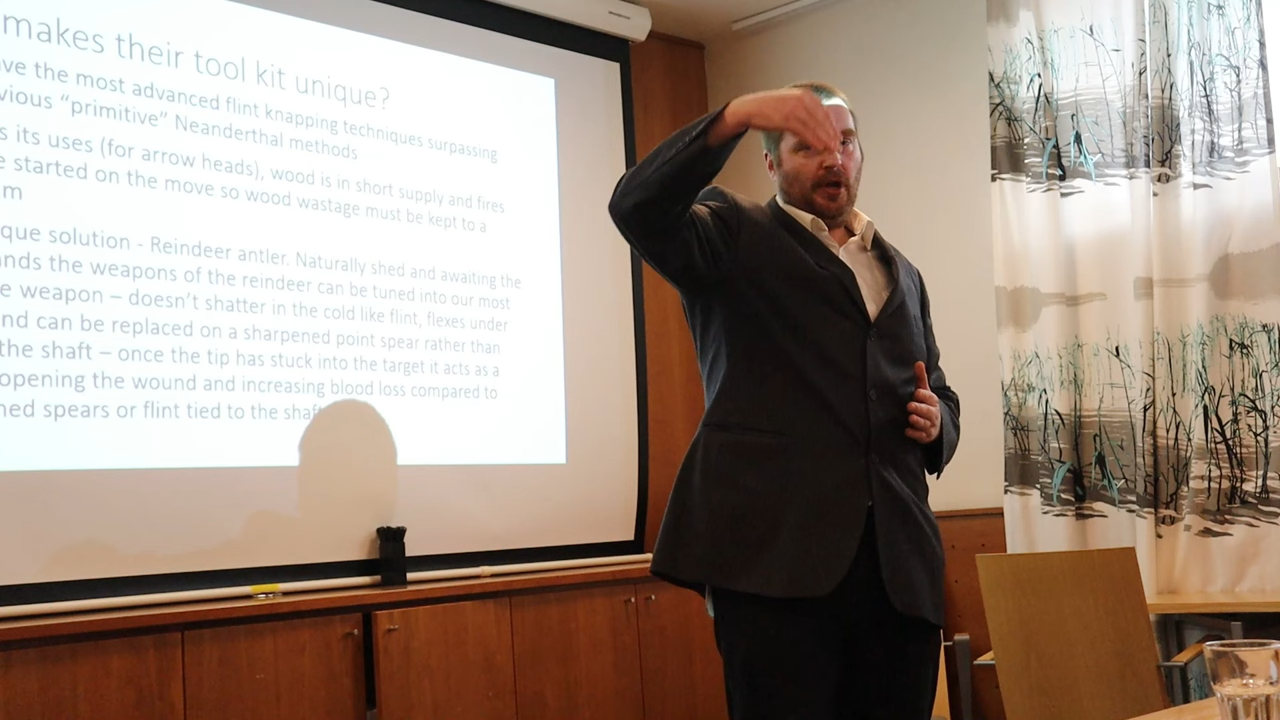 makes their tool kit unique?
ve the most advanced flint knapping techniques surpassing
vious “primitive” Neanderthal methods
s its uses (for arrow heads), wood is in short supply and fires
e started on the move so wood wastage must be kept to a
m
que solution - Reindeer antler. Naturally shed and awaiting the
nds the weapons of the reindeer can be tuned into our most
e weapon – doesn’t shatter in the cold like flint, flexes under
nd can be replaced on a sharpened point spear rather than
the shaft – once the tip has stuck into the target it acts as a
opening the wound and increasing blood loss compared to
ned spears or flint tied to the shaft